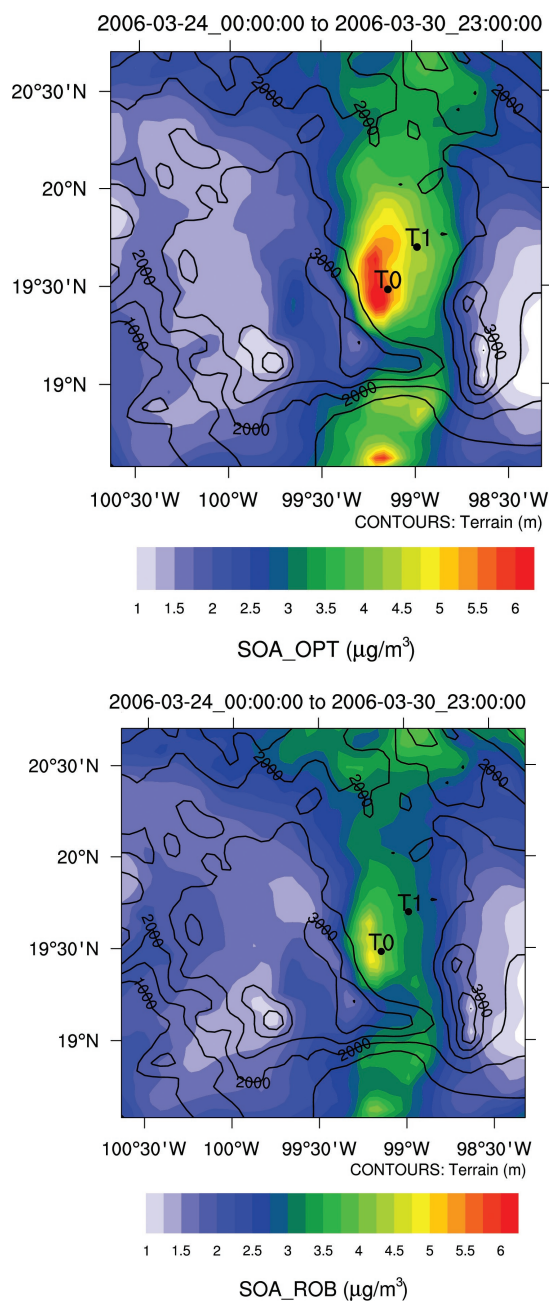 2006-03-24_00:00:00 to 2006-03-30_23:00:00
20°30'N
20°N
19°30'N
19°N
2000
2000
2000
T1
3000
T0
2000
1000
3000
2000
2000
100°30'W 100°W 99°30'W 99°W 98°30'W
CONTOURS: Terrain (m)
1 1.5 2 2.5 3 3.5 4 4.5 5 5.5 6
SOA_OPT (μg/m³)
2006-03-24_00:00:00 to 2006-03-30_23:00:00
20°30'N
20°N
19°30'N
19°N
2000
2000
2000
T1
3000
T0
2000
1000
3000
2000
2000
100°30'W 100°W 99°30'W 99°W 98°30'W
CONTOURS: Terrain (m)
1 1.5 2 2.5 3 3.5 4 4.5 5 5.5 6
SOA_ROB (μg/m³)